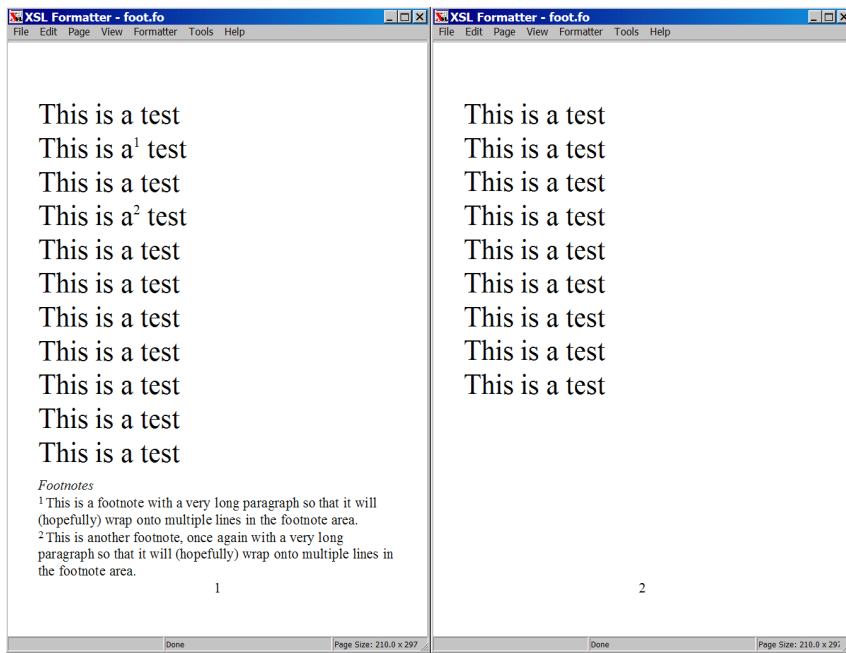 XSL Formatter - foot.fo
File Edit Page View Formatter Tools Help
This is a test
This is a¹ test
This is a test
This is a² test
This is a test
This is a test
This is a test
This is a test
This is a test
This is a test
This is a test
Footnotes
1 This is a footnote with a very long paragraph so that it will
(hopefully) wrap onto multiple lines in the footnote area.
2 This is another footnote, once again with a very long
paragraph so that it will (hopefully) wrap onto multiple lines in
the footnote area.
1
Done Page Size: 210.0 x 297
XSL Formatter - foot.fo
File Edit Page View Formatter Tools Help
This is a test
This is a test
This is a test
This is a test
This is a test
This is a test
This is a test
This is a test
This is a test
2
Done Page Size: 210.0 x 297